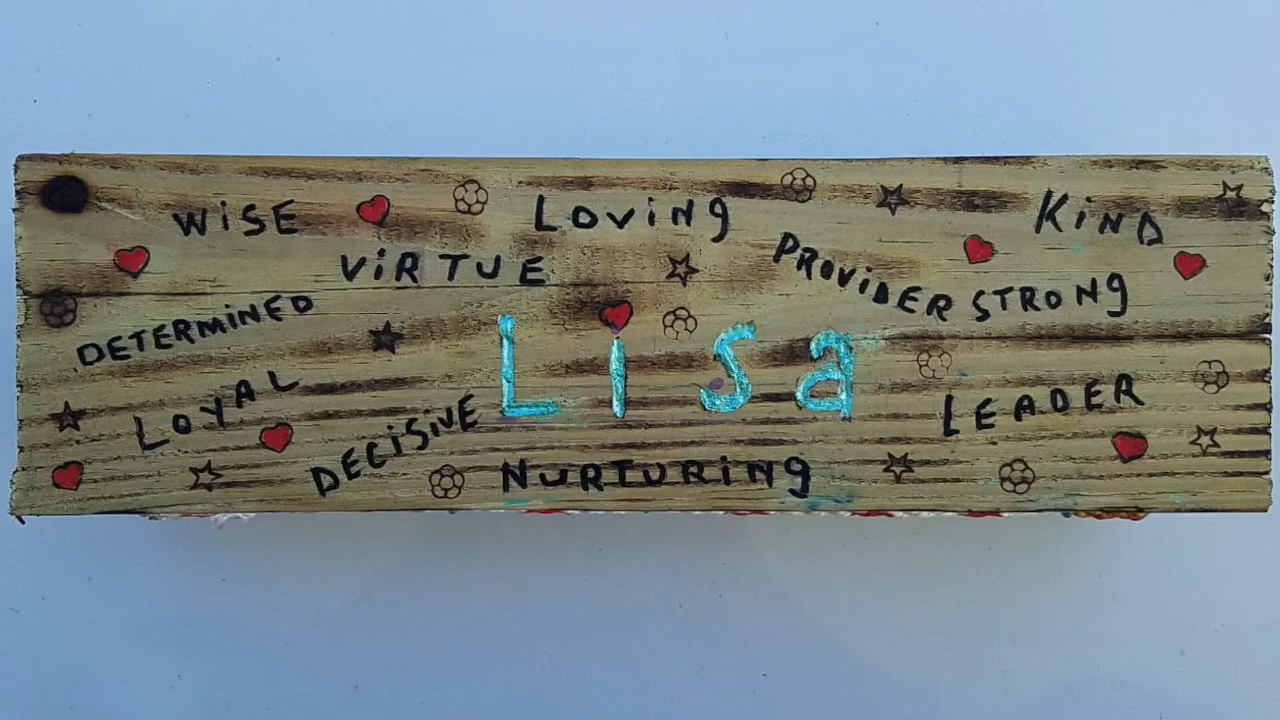 WiSE
LOViNg
KiND
ViRTUE
PROViDER
STRONg
DETERMiNED
Lisa
LOYAL
DECiSiVE
LEADER
NURTURiNg